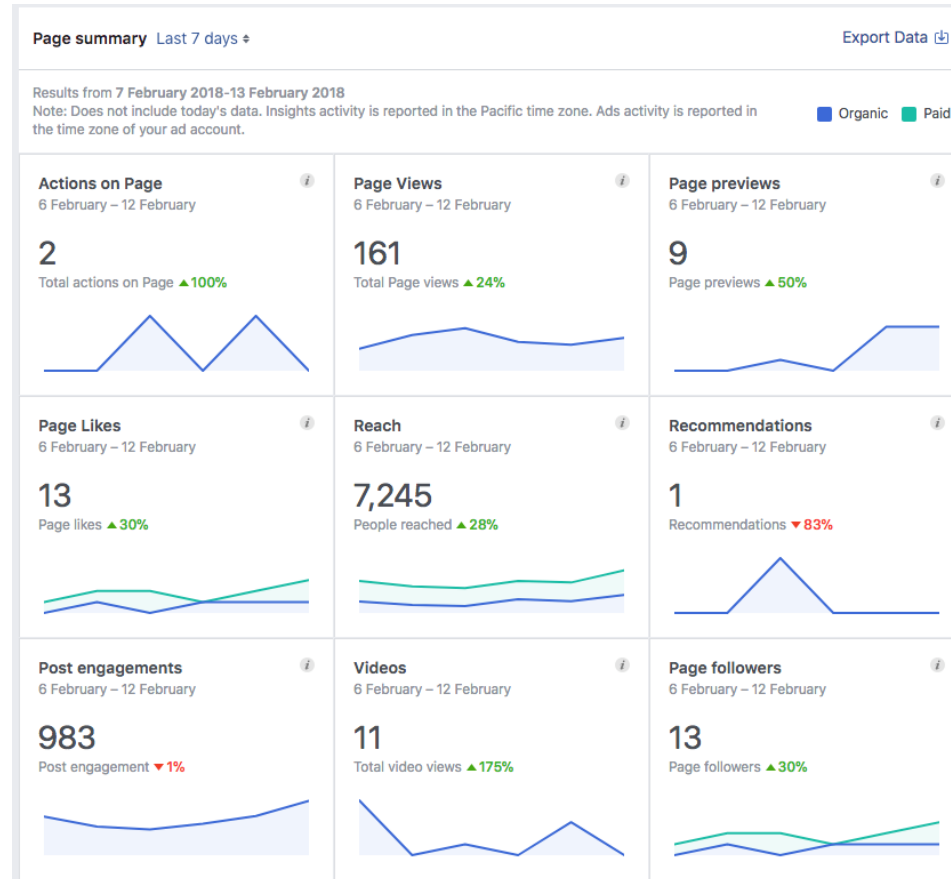 Page summary Last 7 days
Export Data
Results from 7 February 2018-13 February 2018
Note: Does not include today's data. Insights activity is reported in the Pacific time zone. Ads activity is reported in
the time zone of your ad account.
Organic Paid
Actions on Page
6 February – 12 February
2
Total actions on Page ▲100%
Page Views
6 February – 12 February
161
Total Page views ▲24%
Page previews
6 February – 12 February
9
Page previews ▲50%
Page Likes
6 February – 12 February
13
Page likes ▲30%
Reach
6 February – 12 February
7,245
People reached ▲28%
Recommendations
6 February – 12 February
1
Recommendations ▼83%
Post engagements
6 February – 12 February
983
Post engagement ▼1%
Videos
6 February – 12 February
11
Total video views ▲175%
Page followers
6 February – 12 February
13
Page followers ▲30%